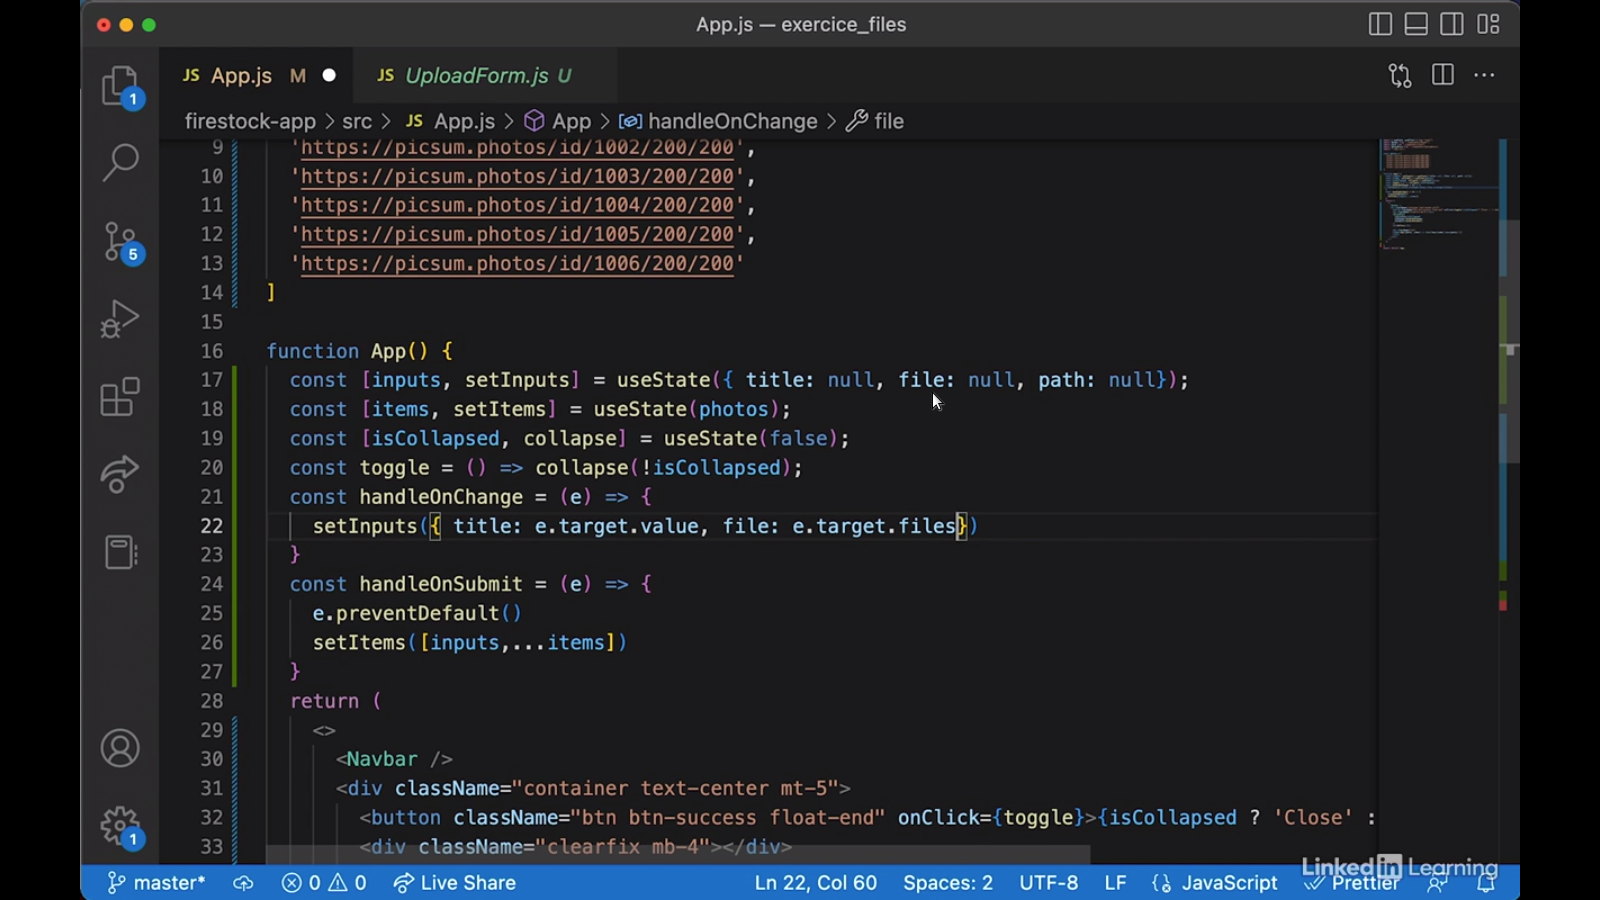 App.js — exercice_files
JS App.js M
JS UploadForm.js U
firestock-app > src > JS App.js > App > handleOnChange > file
9 'https://picsum.photos/id/1002/200/200',
10 'https://picsum.photos/id/1003/200/200',
11 'https://picsum.photos/id/1004/200/200',
12 'https://picsum.photos/id/1005/200/200',
13 'https://picsum.photos/id/1006/200/200'
14 ]
15
16 function App() {
17 const [inputs, setInputs] = useState({ title: null, file: null, path: null});
18 const [items, setItems] = useState(photos);
19 const [isCollapsed, collapse] = useState(false);
20 const toggle = () => collapse(!isCollapsed);
21 const handleOnChange = (e) => {
22 setInputs({ title: e.target.value, file: e.target.files})
23 }
24 const handleOnSubmit = (e) => {
25 e.preventDefault()
26 setItems([inputs,...items])
27 }
28 return (
29 <>
30 <Navbar />
31 <div className="container text-center mt-5">
32 <button className="btn btn-success float-end" onClick={toggle}>{isCollapsed ? 'Close' :
33 <div className="clearfix mb-4"></div>
1
5
1
LinkedIn Learning
master* 0 0 Live Share Ln 22, Col 60 Spaces: 2 UTF-8 LF {} JavaScript Prettier